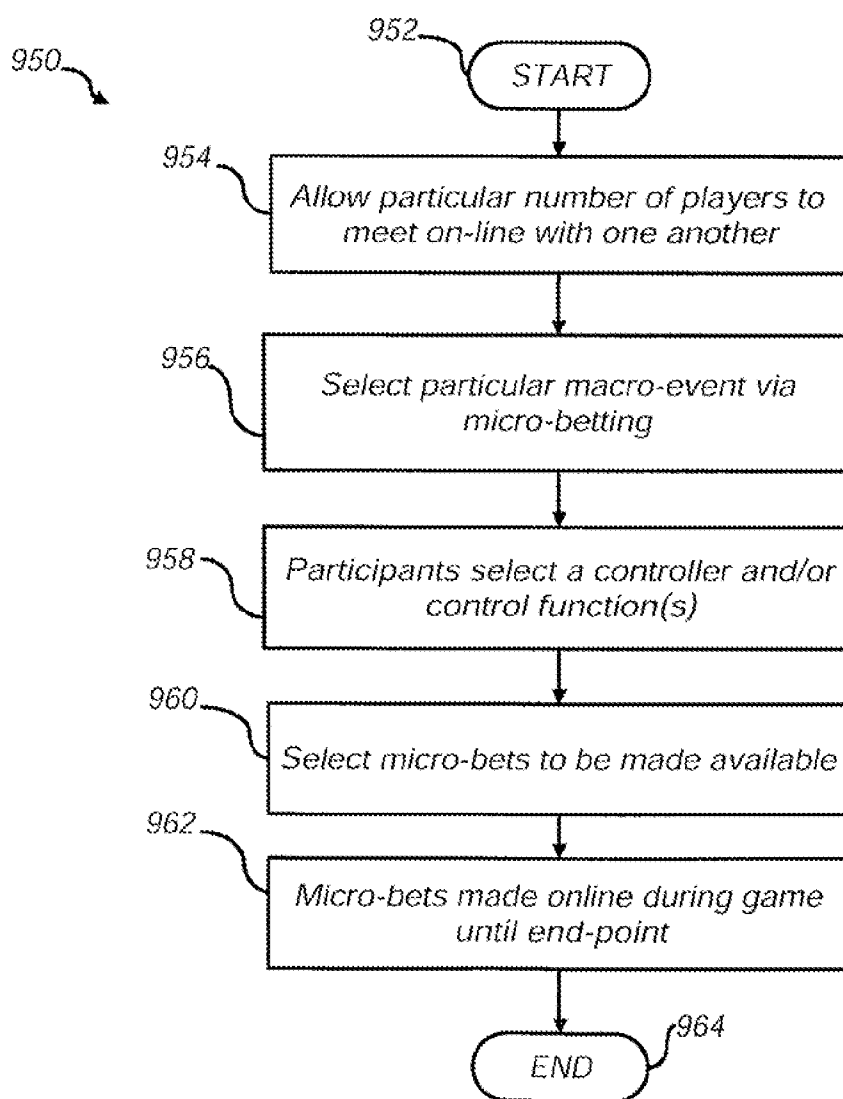 952
START
950
954
Allow particular number of players to
meet on-line with one another
956
Select particular macro-event via
micro-betting
958
Participants select a controller and/or
control function(s)
960
Select micro-bets to be made available
962
Micro-bets made online during game
until end-point
END
964